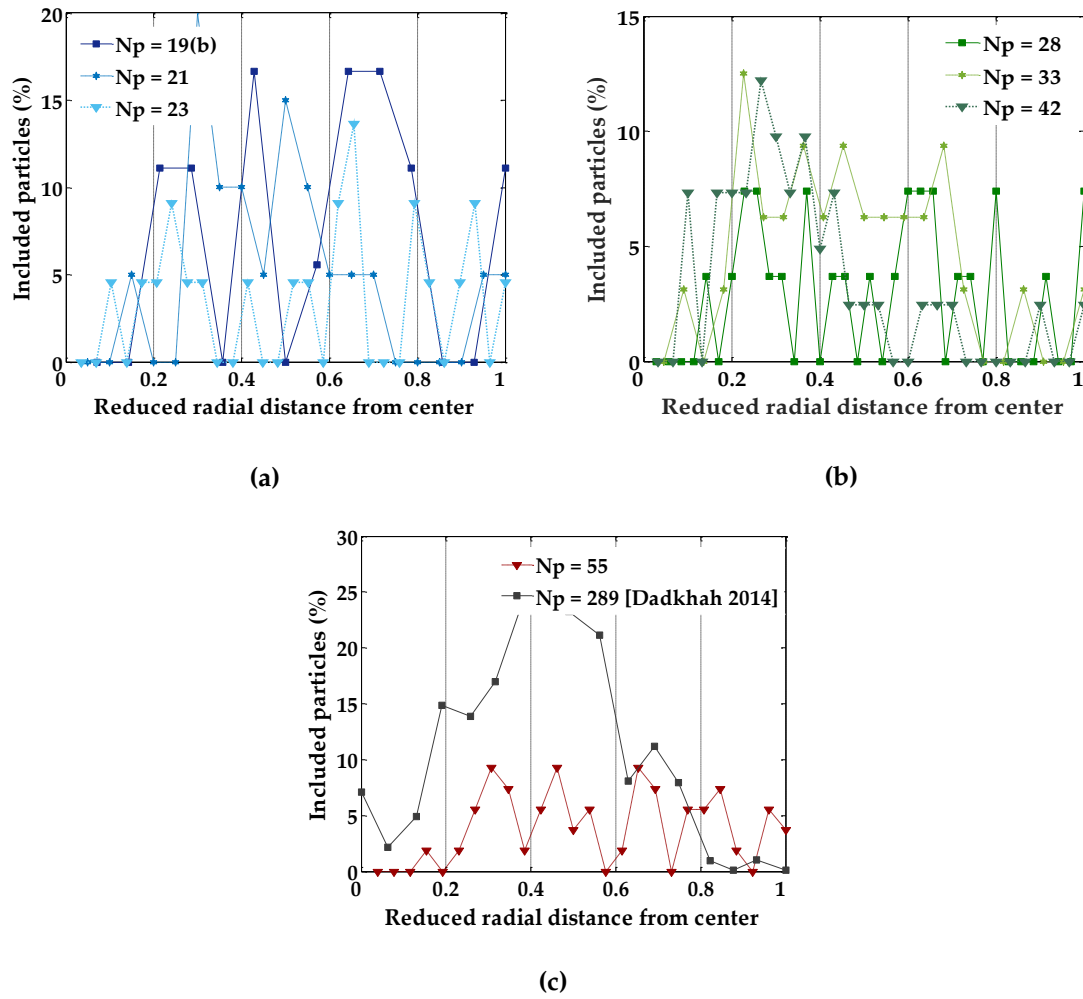 20
15
10
5
0
Included particles (%)
Np = 19(b)
Np = 21
Np = 23
0
0.2
0.4
0.6
0.8
1
Reduced radial distance from center
(a)
15
10
5
0
Included particles (%)
Np = 28
Np = 33
Np = 42
0
0.2
0.4
0.6
0.8
1
Reduced radial distance from center
(b)
30
25
20
15
10
5
0
Included particles (%)
Np = 55
Np = 289 [Dadkhah 2014]
0
0.2
0.4
0.6
0.8
1
Reduced radial distance from center
(c)